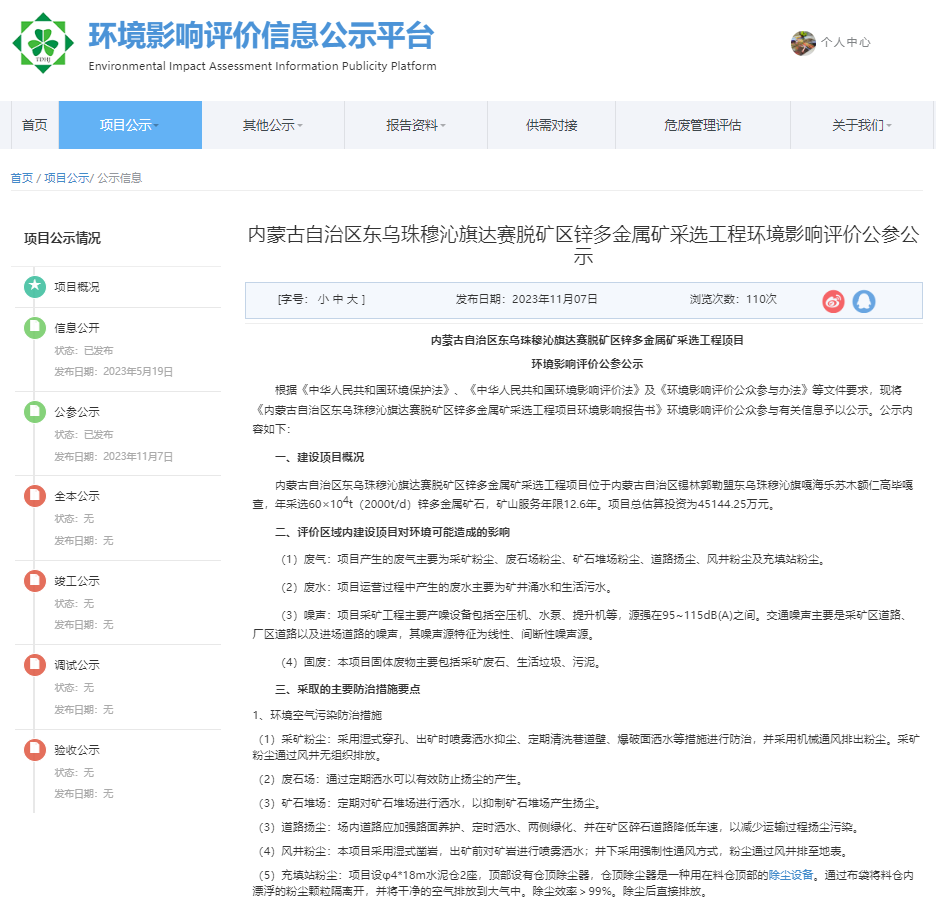 环境影响评价信息公示平台
Environmental Impact Assessment Information Publicity Platform
个人中心
首页 项目公示 其他公示 报告资料 供需对接 危废管理评估 关于我们
首页 / 项目公示/ 公示信息
项目公示情况
项目概况
信息公开
状态：已发布
发布日期：2023年5月19日
公参公示
状态：已发布
发布日期：2023年11月7日
全本公示
状态：无
发布日期：无
竣工公示
状态：无
发布日期：无
调试公示
状态：无
发布日期：无
验收公示
状态：无
发布日期：无
内蒙古自治区东乌珠穆沁旗达赛脱矿区锌多金属矿采选工程环境影响评价公参公
示
[字号： 小 中 大 ] 发布日期：2023年11月07日 浏览次数：110次
内蒙古自治区东乌珠穆沁旗达赛脱矿区锌多金属矿采选工程项目
环境影响评价公参公示
根据《中华人民共和国环境保护法》、《中华人民共和国环境影响评价法》及《环境影响评价公众参与办法》等文件要求，现将
《内蒙古自治区东乌珠穆沁旗达赛脱矿区锌多金属矿采选工程项目环境影响报告书》环境影响评价公众参与有关信息予以公示。公示内
容如下：
一、建设项目概况
内蒙古自治区东乌珠穆沁旗达赛脱矿区锌多金属矿采选工程项目位于内蒙古自治区锡林郭勒盟东乌珠穆沁旗嘎海乐苏木额仁高毕嘎
查，年采选60×10⁴t（2000t/d）锌多金属矿石，矿山服务年限12.6年。项目总估算投资为45144.25万元。
二、评价区域内建设项目对环境可能造成的影响
（1）废气：项目产生的废气主要为采矿粉尘、废石场粉尘、矿石堆场粉尘、道路扬尘、风井粉尘及充填站粉尘。
（2）废水：项目运营过程中产生的废水主要为矿井涌水和生活污水。
（3）噪声：项目采矿工程主要产噪设备包括空压机、水泵、提升机等，源强在95~115dB(A)之间。交通噪声主要是采矿区道路、
厂区道路以及进场道路的噪声，其噪声源特征为线性、间断性噪声源。
（4）固废：本项目固体废物主要包括采矿废石、生活垃圾、污泥。
三、采取的主要防治措施要点
1、环境空气污染防治措施
（1）采矿粉尘：采用湿式穿孔、出矿时喷雾洒水抑尘、定期清洗巷道壁、爆破面洒水等措施进行防治，并采用机械通风排出粉尘。采矿
粉尘通过风井无组织排放。
（2）废石场：通过定期洒水可以有效防止扬尘的产生。
（3）矿石堆场：定期对矿石堆场进行洒水，以抑制矿石堆场产生扬尘。
（3）道路扬尘：场内道路应加强路面养护、定时洒水、两侧绿化、并在矿区碎石道路降低车速，以减少运输过程扬尘污染。
（4）风井粉尘：本项目采用湿式凿岩，出矿前对矿岩进行喷雾洒水；井下采用强制性通风方式，粉尘通过风井排至地表。
（5）充填站粉尘：项目设φ4*18m水泥仓2座，顶部设有仓顶除尘器，仓顶除尘器是一种用在料仓顶部的除尘设备。通过布袋将料仓内
漂浮的粉尘颗粒隔离开，并将干净的空气排放到大气中。除尘效率＞99%。除尘后直接排放。